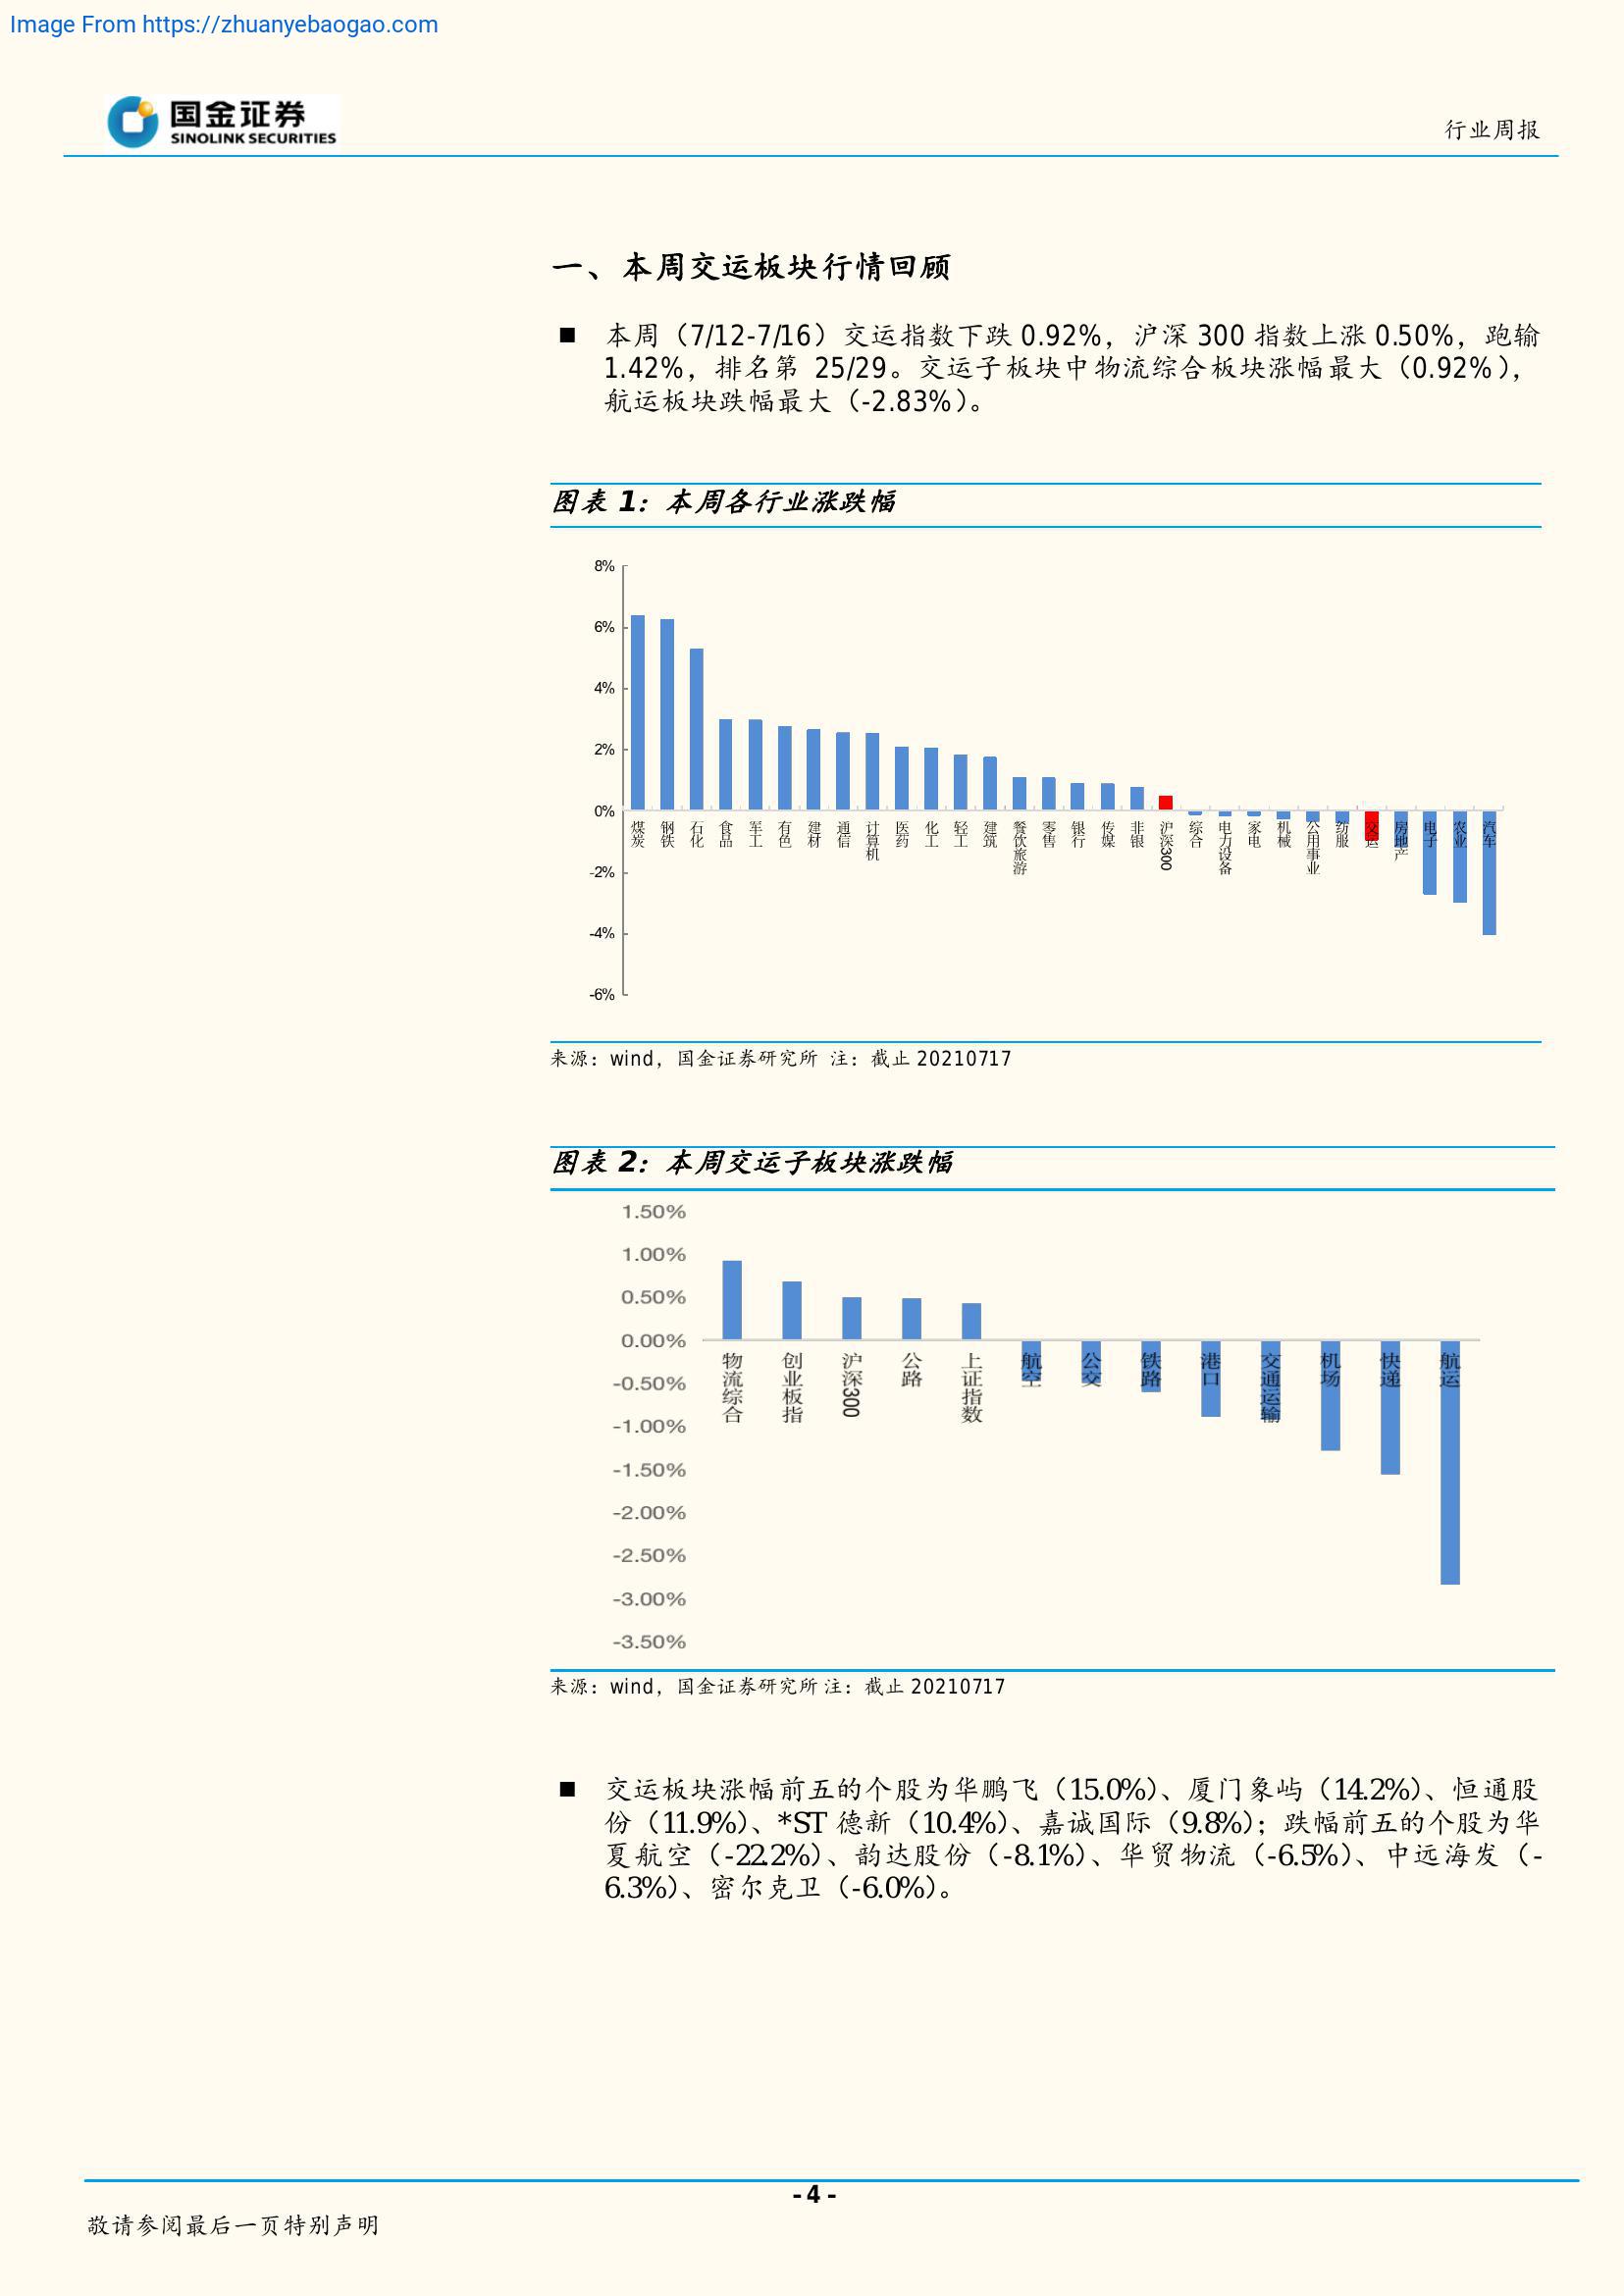 Image From https://zhuanyebaogao.com
国金证券
SINOLINK SECURITIES
行业周报
一、本周交运板块行情回顾
■ 本周（7/12-7/16）交运指数下跌 0.92%，沪深 300 指数上涨 0.50%，跑输
1.42%，排名第 25/29。交运子板块中物流综合板块涨幅最大（0.92%），
航运板块跌幅最大（-2.83%）。
图表 1：本周各行业涨跌幅
8%
6%
4%
2%
0%
-2%
-4%
-6%
煤炭
钢铁
石化
食品
军工
有色
建材
通信
计算机
医药
化工
轻工
建筑
餐饮旅游
零售
银行
传媒
非银
沪深300
综合
电力设备
家电
机械
公用事业
纺服
交运
房地产
电子
农业
汽车
来源：wind，国金证券研究所 注：截止 20210717
图表 2：本周交运子板块涨跌幅
1.50%
1.00%
0.50%
0.00%
-0.50%
-1.00%
-1.50%
-2.00%
-2.50%
-3.00%
-3.50%
物流综合
创业板指
沪深300
公路
上证指数
航空
公交
铁路
港口
交通运输
机场
快递
航运
来源：wind，国金证券研究所 注：截止 20210717
■ 交运板块涨幅前五的个股为华鹏飞（15.0%）、厦门象屿（14.2%）、恒通股
份（11.9%）、*ST 德新（10.4%）、嘉诚国际（9.8%）；跌幅前五的个股为华
夏航空（-22.2%）、韵达股份（-8.1%）、华贸物流（-6.5%）、中远海发（-
6.3%）、密尔克卫（-6.0%）。
- 4 -
敬请参阅最后一页特别声明